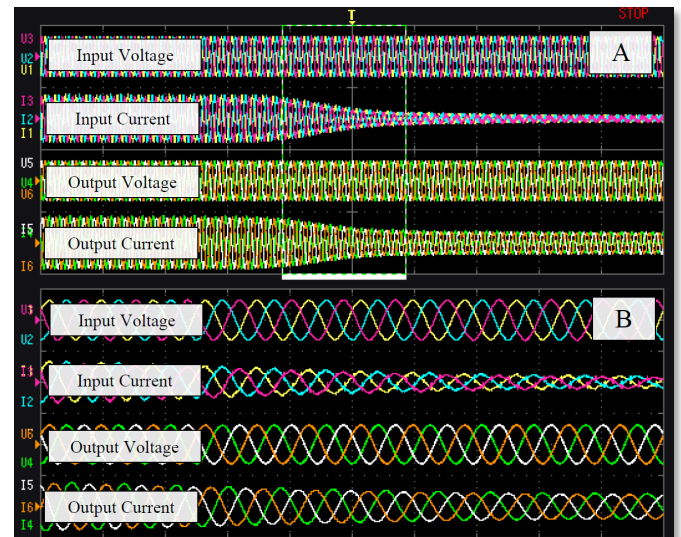 T
STOP
U3
U2
U1
Input Voltage
A
I3
I2
I1
Input Current
U5
U4
U6
Output Voltage
I5
I6
Output Current
U3
U2
Input Voltage
B
I2
Input Current
U6
U4
Output Voltage
I5
I6
I4
Output Current